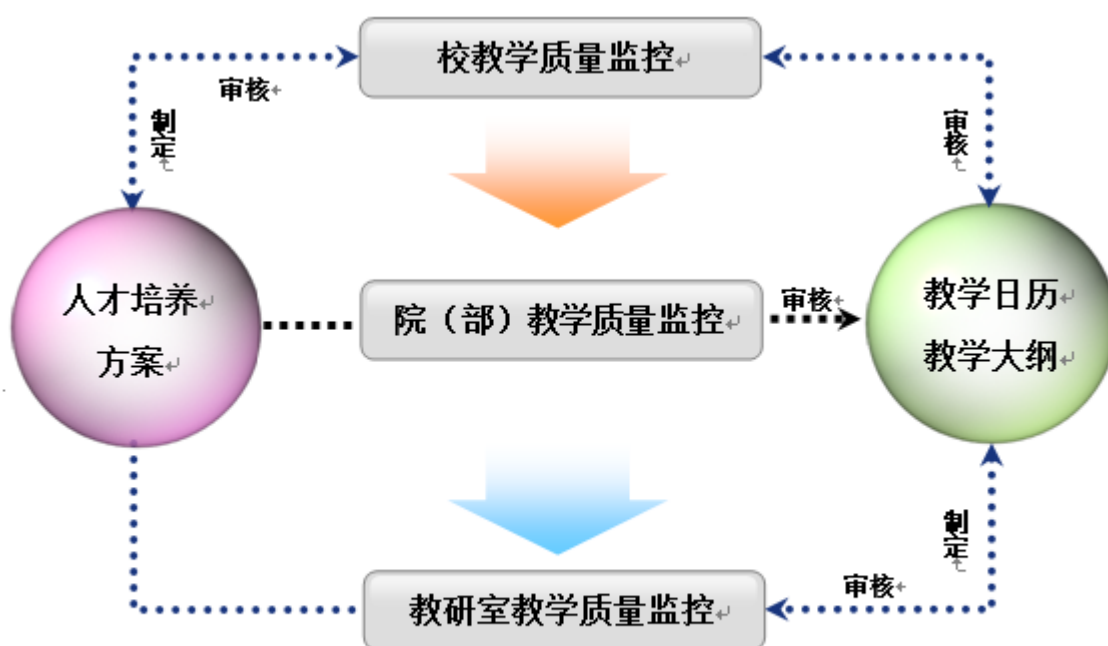 校教学质量监控
审核
制定
审核
人才培养
方案
院（部）教学质量监控
审核
教学日历
教学大纲
制定
审核
教研室教学质量监控